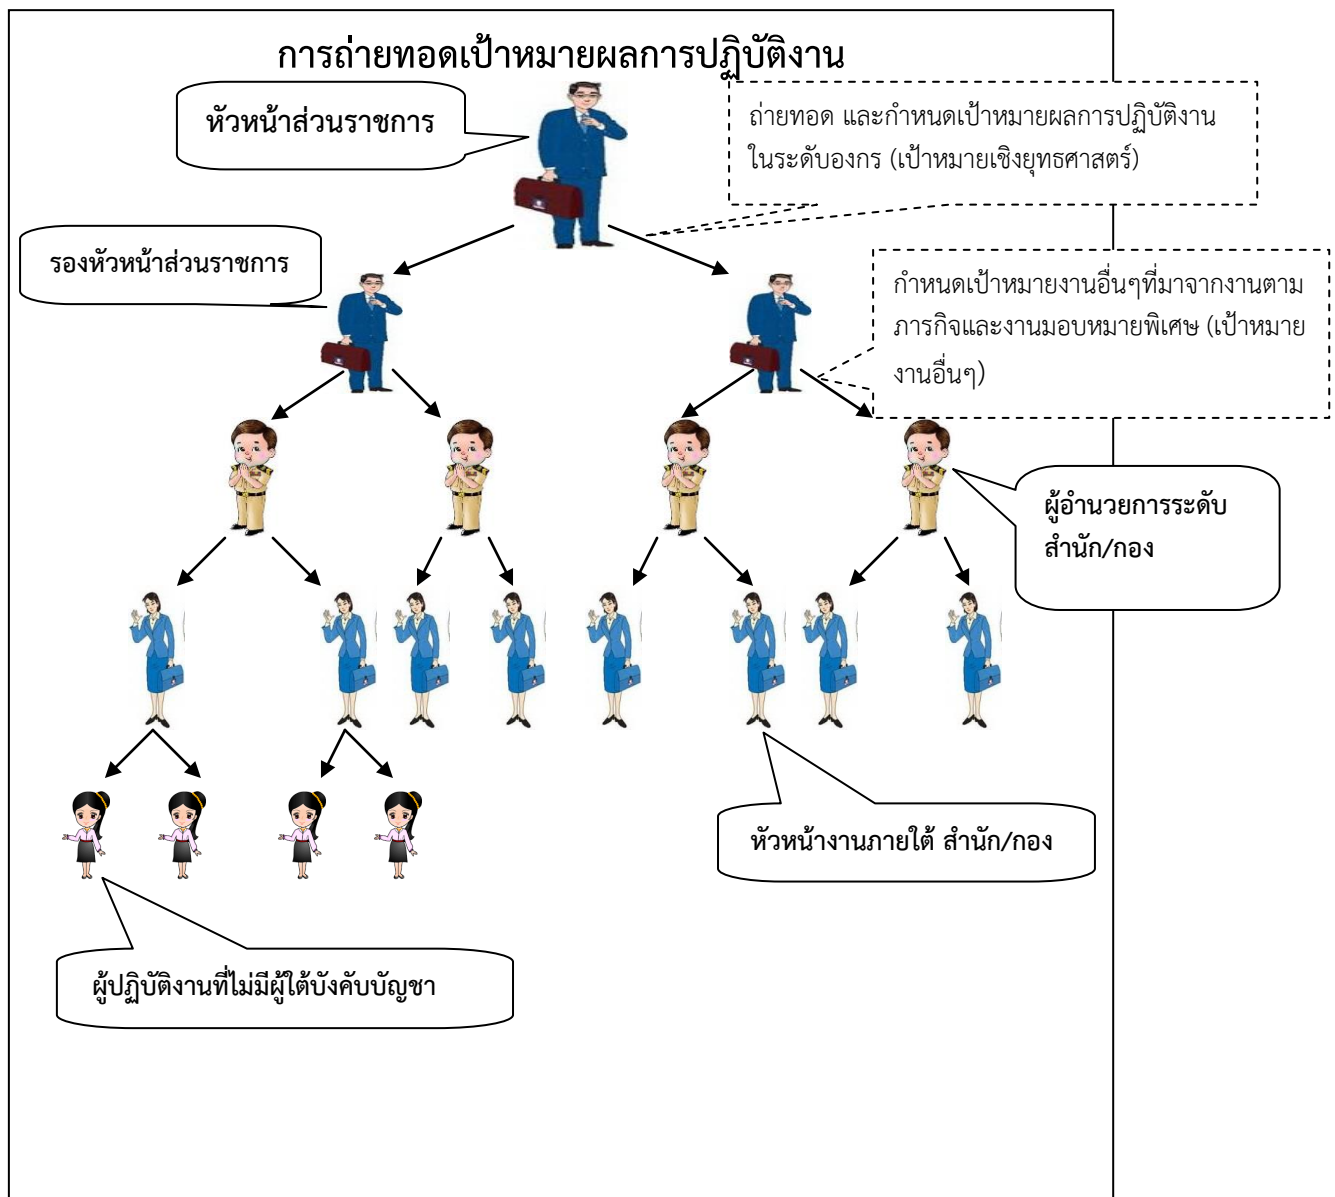 การถ่ายทอดเป้าหมายผลการปฏิบัติงาน
หัวหน้าส่วนราชการ
ถ่ายทอด และกำหนดเป้าหมายผลการปฏิบัติงาน
ในระดับองกร (เป้าหมายเชิงยุทธศาสตร์)
รองหัวหน้าส่วนราชการ
กำหนดเป้าหมายงานอื่นๆที่มาจากงานตาม
ภารกิจและงานมอบหมายพิเศษ (เป้าหมาย
งานอื่นๆ)
ผู้อำนวยการระดับ
สำนัก/กอง
หัวหน้างานภายใต้ สำนัก/กอง
ผู้ปฏิบัติงานที่ไม่มีผู้ใต้บังคับบัญชา